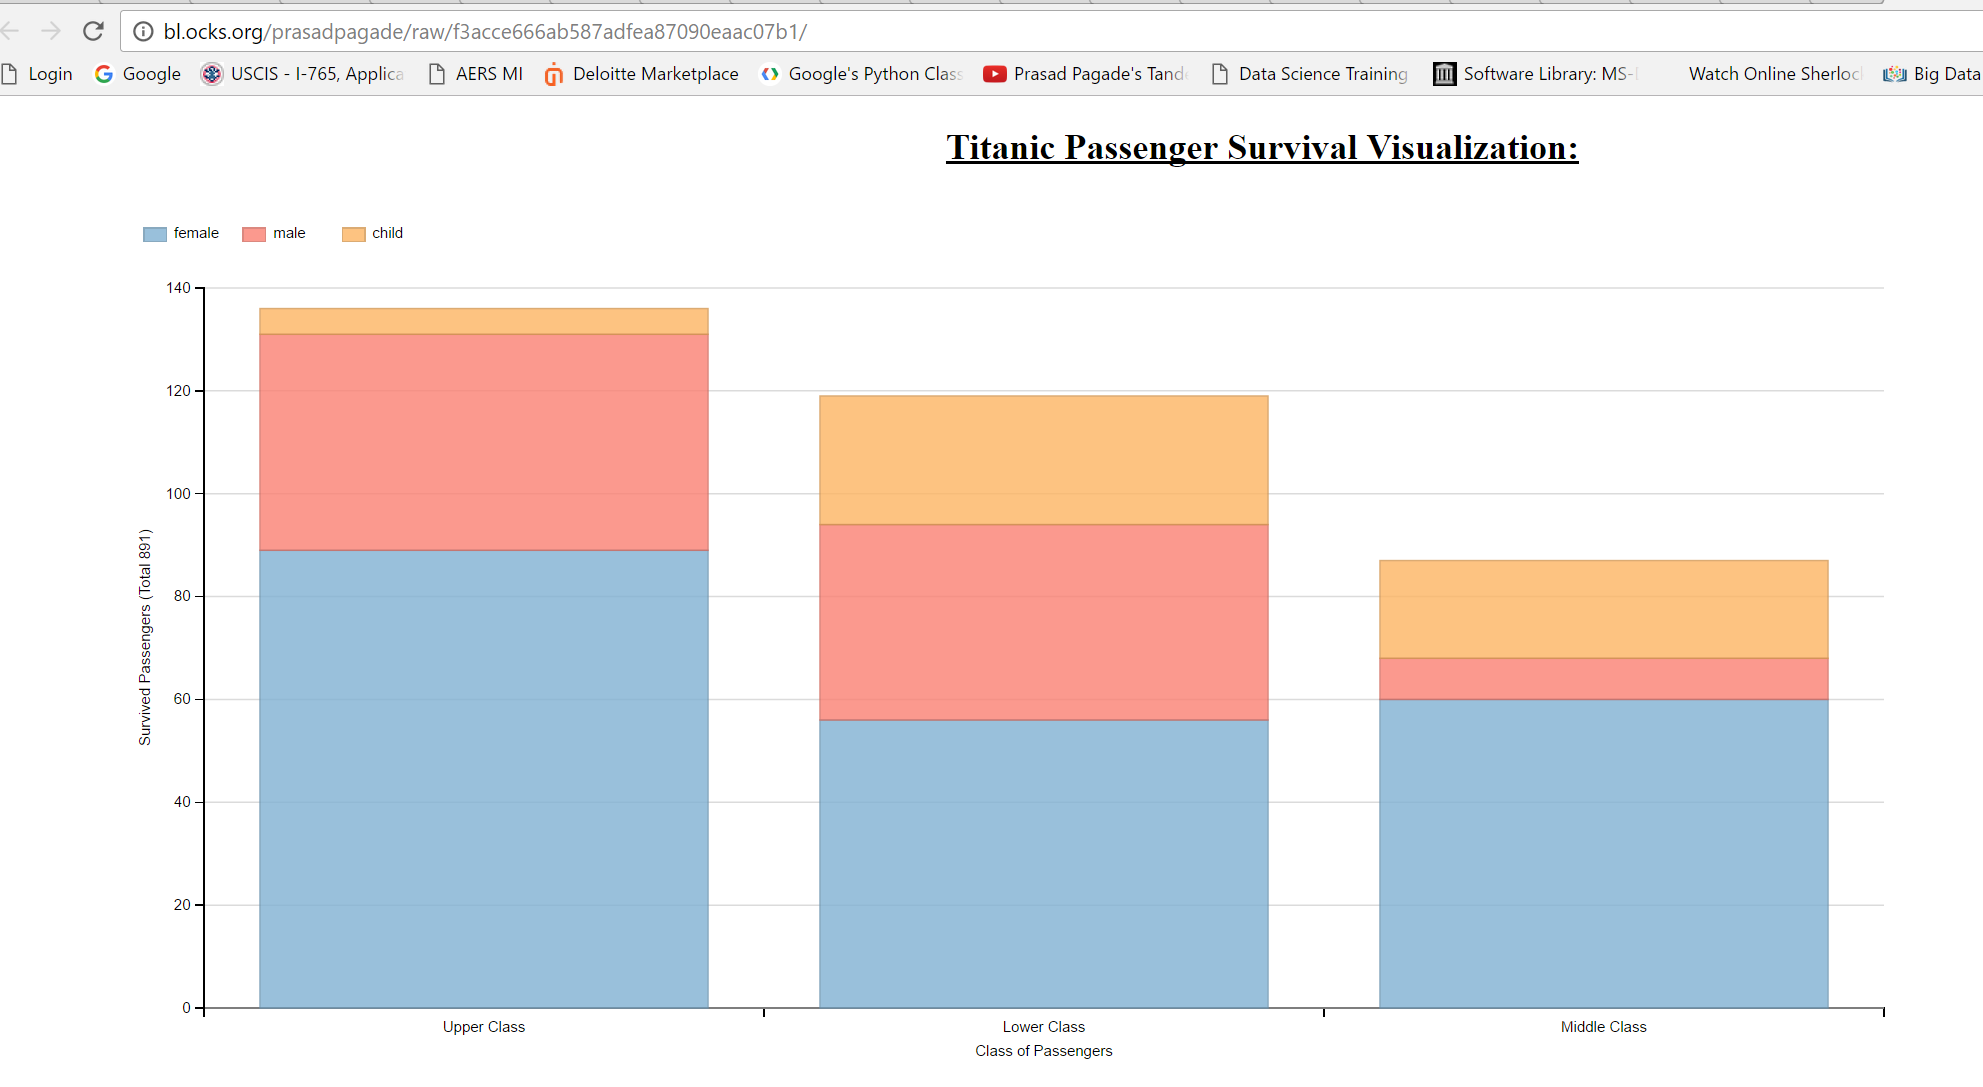 bl.ocks.org/prasadpagade/raw/f3acce666ab587adfea87090eaac07b1/
Login Google USCIS - I-765, Applica AERS MI Deloitte Marketplace Google's Python Class Prasad Pagade's Tand Data Science Training Software Library: MS- Watch Online Sherloc Big Data
Titanic Passenger Survival Visualization:
female male child
140
120
100
80
60
40
20
0
Survived Passengers (Total 891)
Upper Class Lower Class Middle Class
Class of Passengers